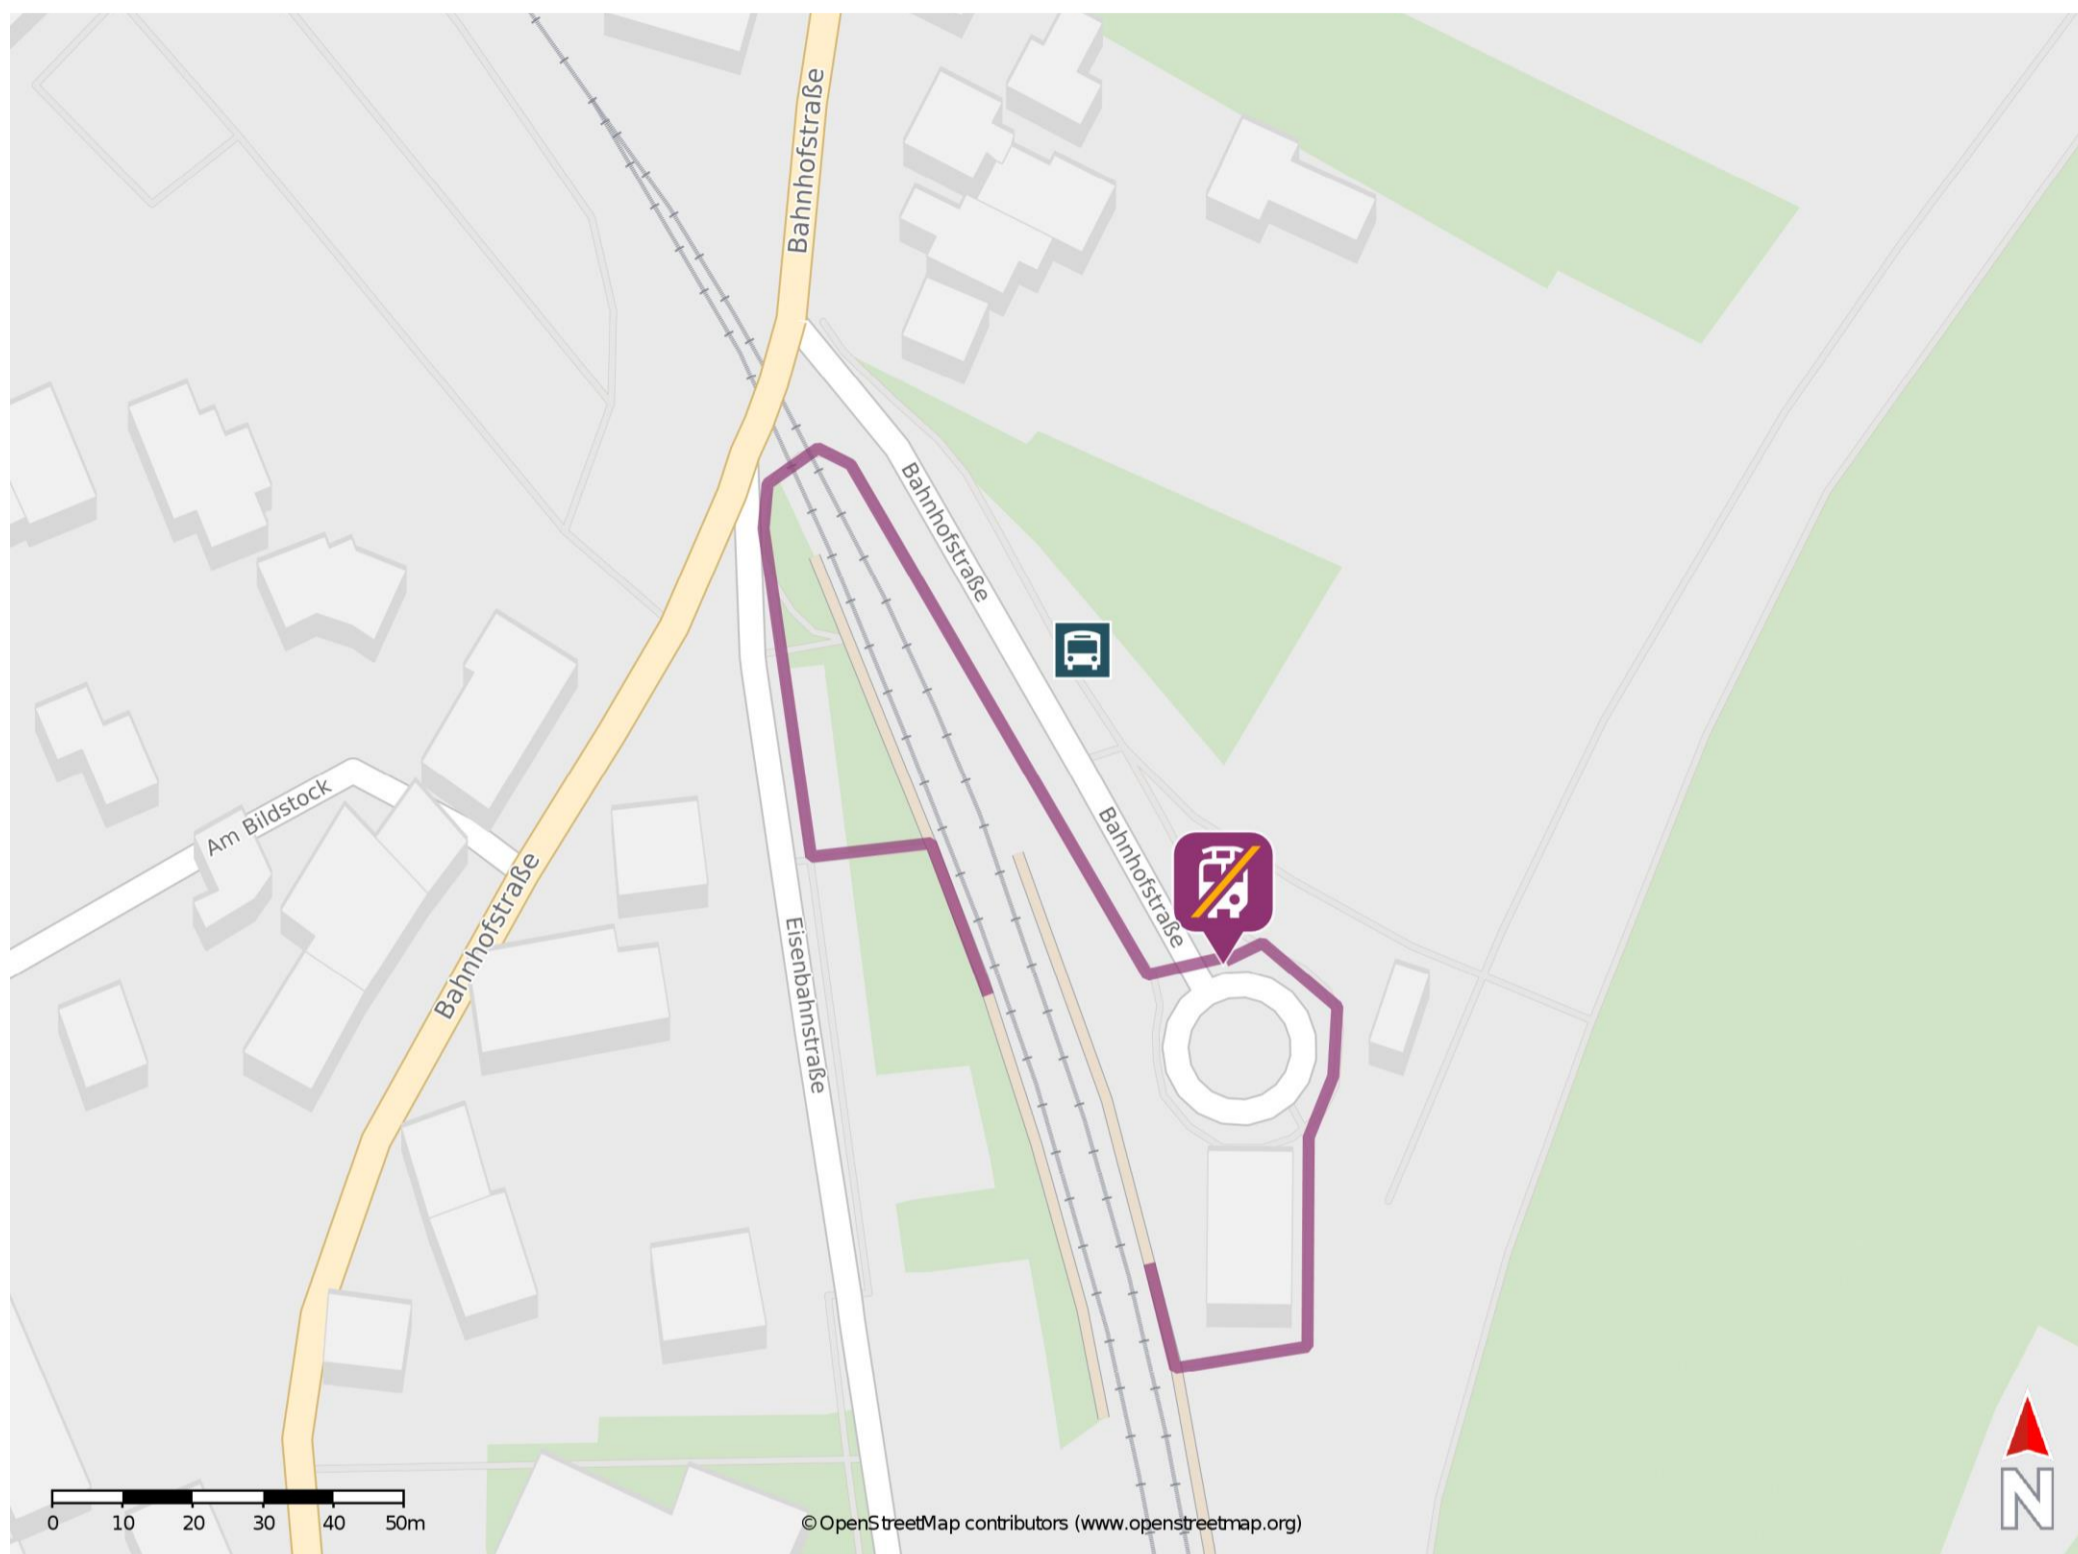 Bahnhofstraße
Bahnhofstraße
Am Bildstock
Bahnhofstraße
Bahnhofstraße
Eisenbahnstraße
N
0 10 20 30 40 50m
© OpenStreetMap contributors (www.openstreetmap.org)